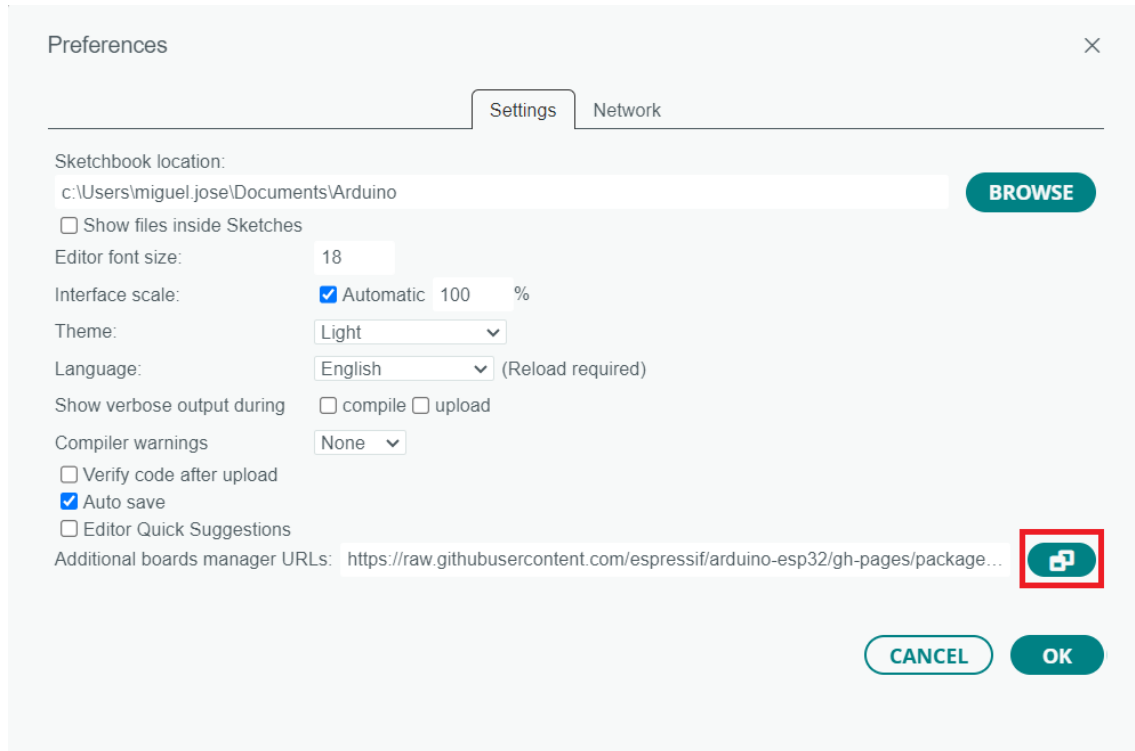 Preferences
Settings Network
Sketchbook location:
c:\Users\miguel.jose\Documents\Arduino
BROWSE
Show files inside Sketches
Editor font size: 18
Interface scale: Automatic 100 %
Theme: Light
Language: English (Reload required)
Show verbose output during compile upload
Compiler warnings None
Verify code after upload
Auto save
Editor Quick Suggestions
Additional boards manager URLs: https://raw.githubusercontent.com/espressif/arduino-esp32/gh-pages/package...
CANCEL OK